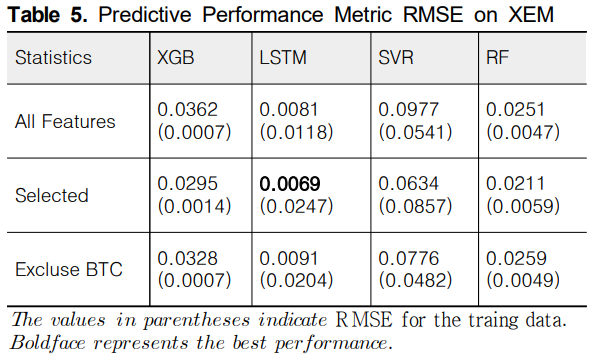 Table 5. Predictive Performance Metric RMSE on XEM
Statistics XGB LSTM SVR RF
All Features 0.0362 0.0081 0.0977 0.0251
(0.0007) (0.0118) (0.0541) (0.0047)
Selected 0.0295 0.0069 0.0634 0.0211
(0.0014) (0.0247) (0.0857) (0.0059)
Excluse BTC 0.0328 0.0091 0.0776 0.0259
(0.0007) (0.0204) (0.0482) (0.0049)
The values in parentheses indicate RMSE for the traing data.
Boldface represents the best performance.